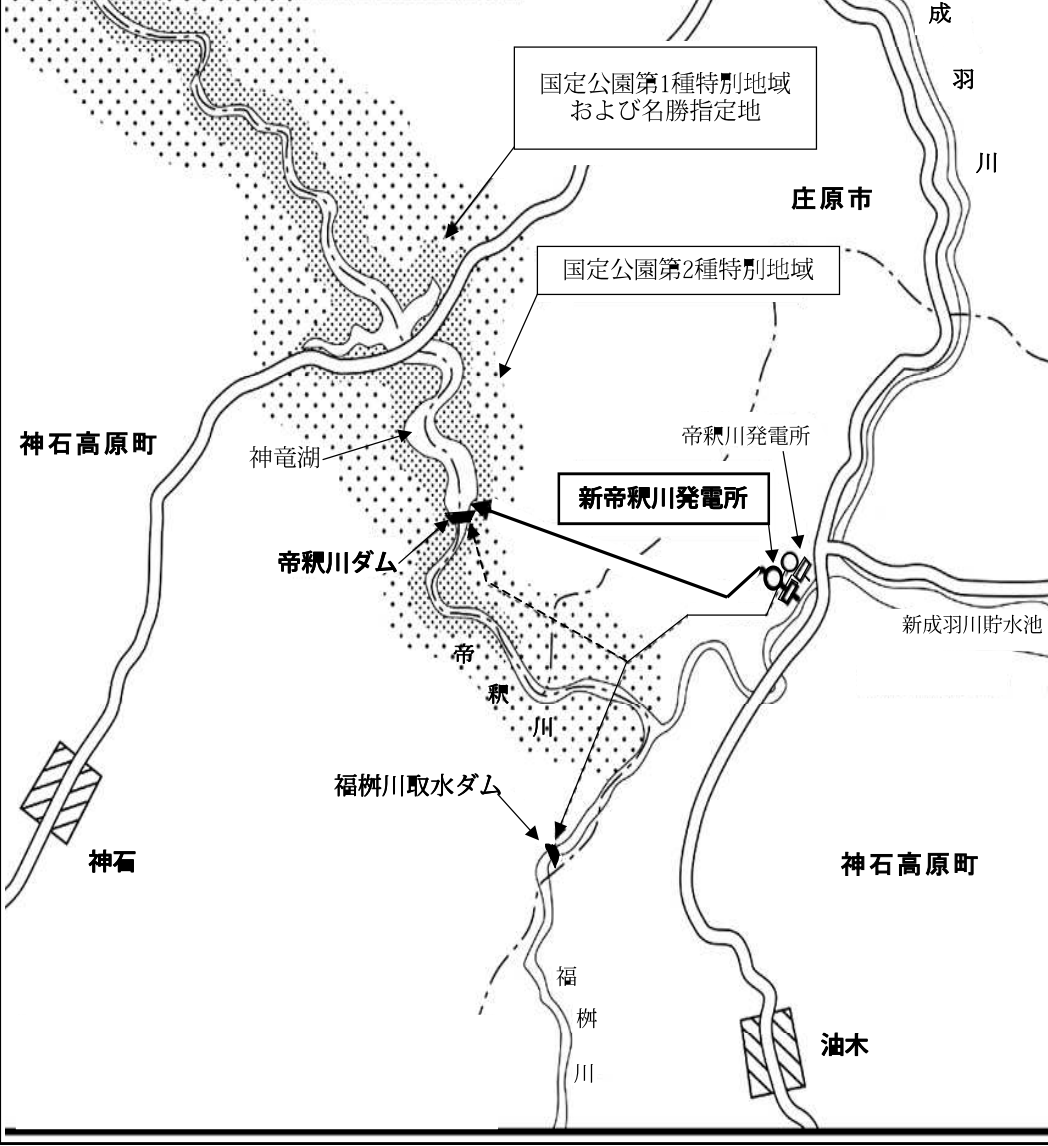 成羽川
国定公園第1種特別地域
および名勝指定地
庄原市
国定公園第2種特別地域
神石高原町
神竜湖
帝釈川発電所
新帝釈川発電所
帝釈川ダム
新成羽川貯水池
帝釈川
福桝川取水ダム
神石
神石高原町
福桝川
油木